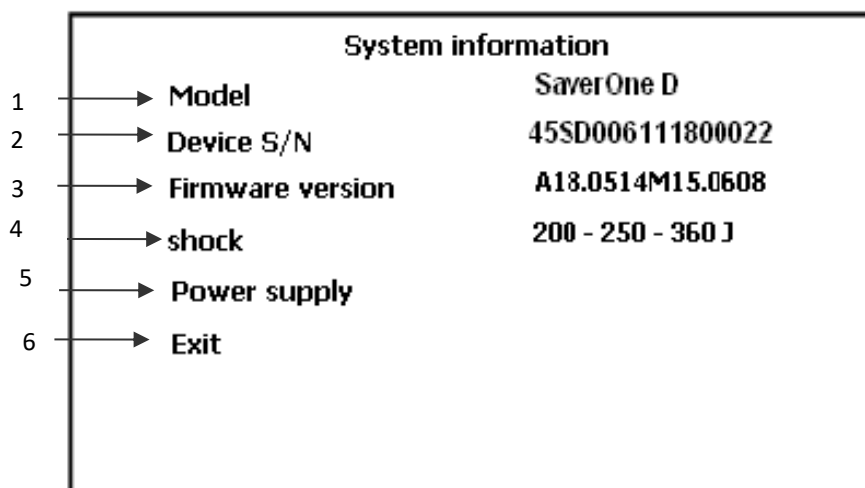 System information
1 Model SaverOne D
2 Device S/N 45SD006111800022
3 Firmware version A18.0514M15.0608
4 shock 200 - 250 - 360 J
5 Power supply
6 Exit